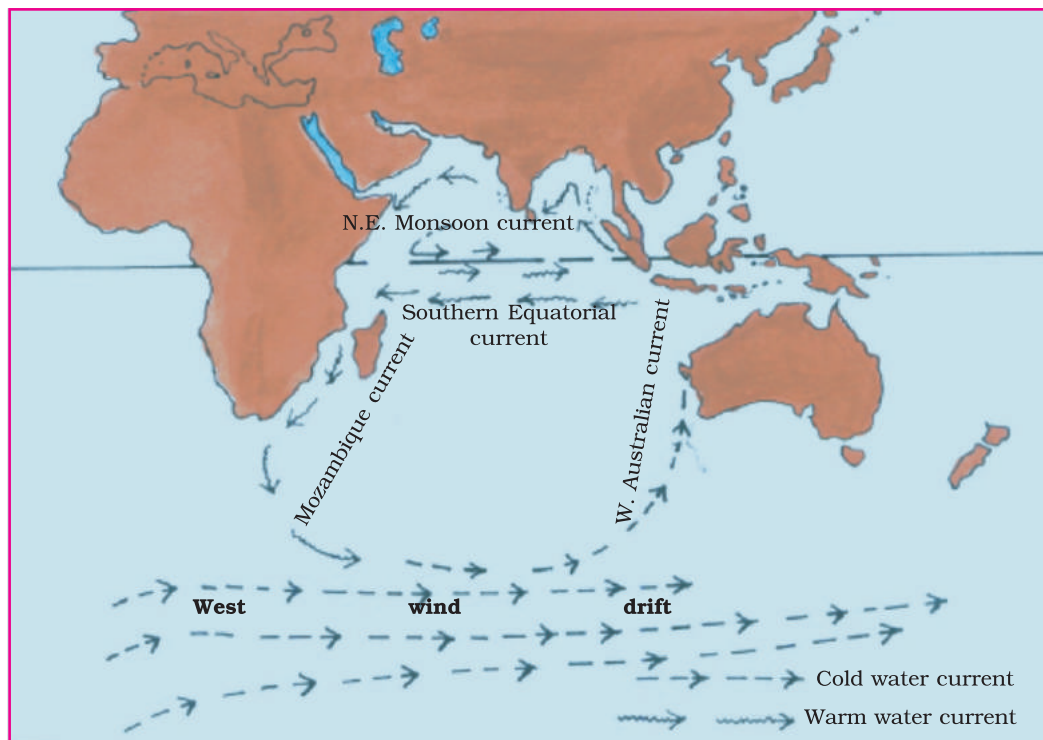 N.E. Monsoon current
Southern Equatorial
current
Mozambique current
W. Australian current
West wind drift
Cold water current
Warm water current